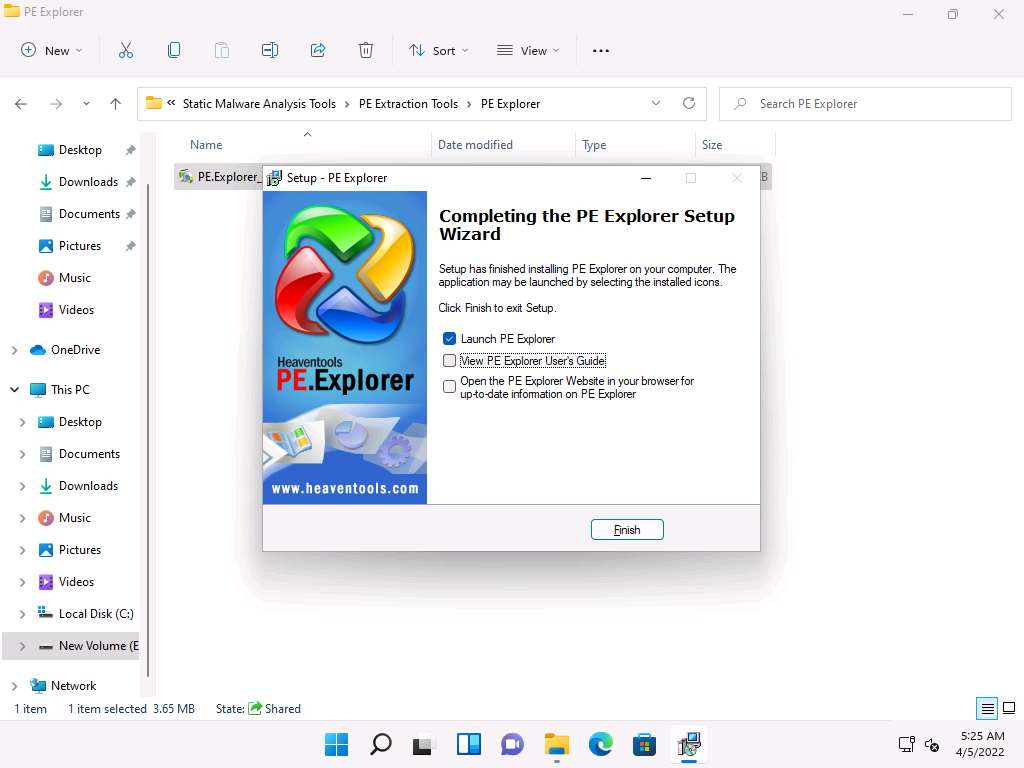 PE Explorer
New
Sort
View
« Static Malware Analysis Tools > PE Extraction Tools > PE Explorer
Search PE Explorer
Name
Date modified
Type
Size
PE.Explorer_
Desktop
Downloads
Documents
Pictures
Music
Videos
OneDrive
This PC
Desktop
Documents
Downloads
Music
Pictures
Videos
Local Disk (C:)
New Volume (E
Network
Setup - PE Explorer
Completing the PE Explorer Setup
Wizard
Setup has finished installing PE Explorer on your computer. The
application may be launched by selecting the installed icons.
Click Finish to exit Setup.
Launch PE Explorer
View PE Explorer User's Guide
Open the PE Explorer Website in your browser for
up-to-date information on PE Explorer
Heaventools
PE.Explorer
www.heaventools.com
Finish
1 item
1 item selected 3.65 MB
State: Shared
5:25 AM
4/5/2022